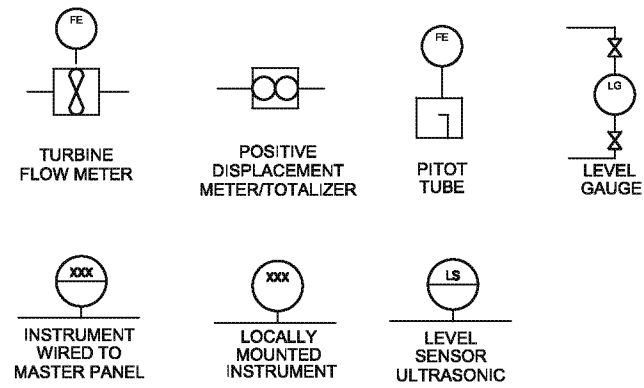 FE
TURBINE
FLOW METER
POSITIVE
DISPLACEMENT
METER/TOTALIZER
FE
PITOT
TUBE
LG
LEVEL
GAUGE
XXX
INSTRUMENT
WIRED TO
MASTER PANEL
XXX
LOCALLY
MOUNTED
INSTRUMENT
LS
LEVEL
SENSOR
ULTRASONIC